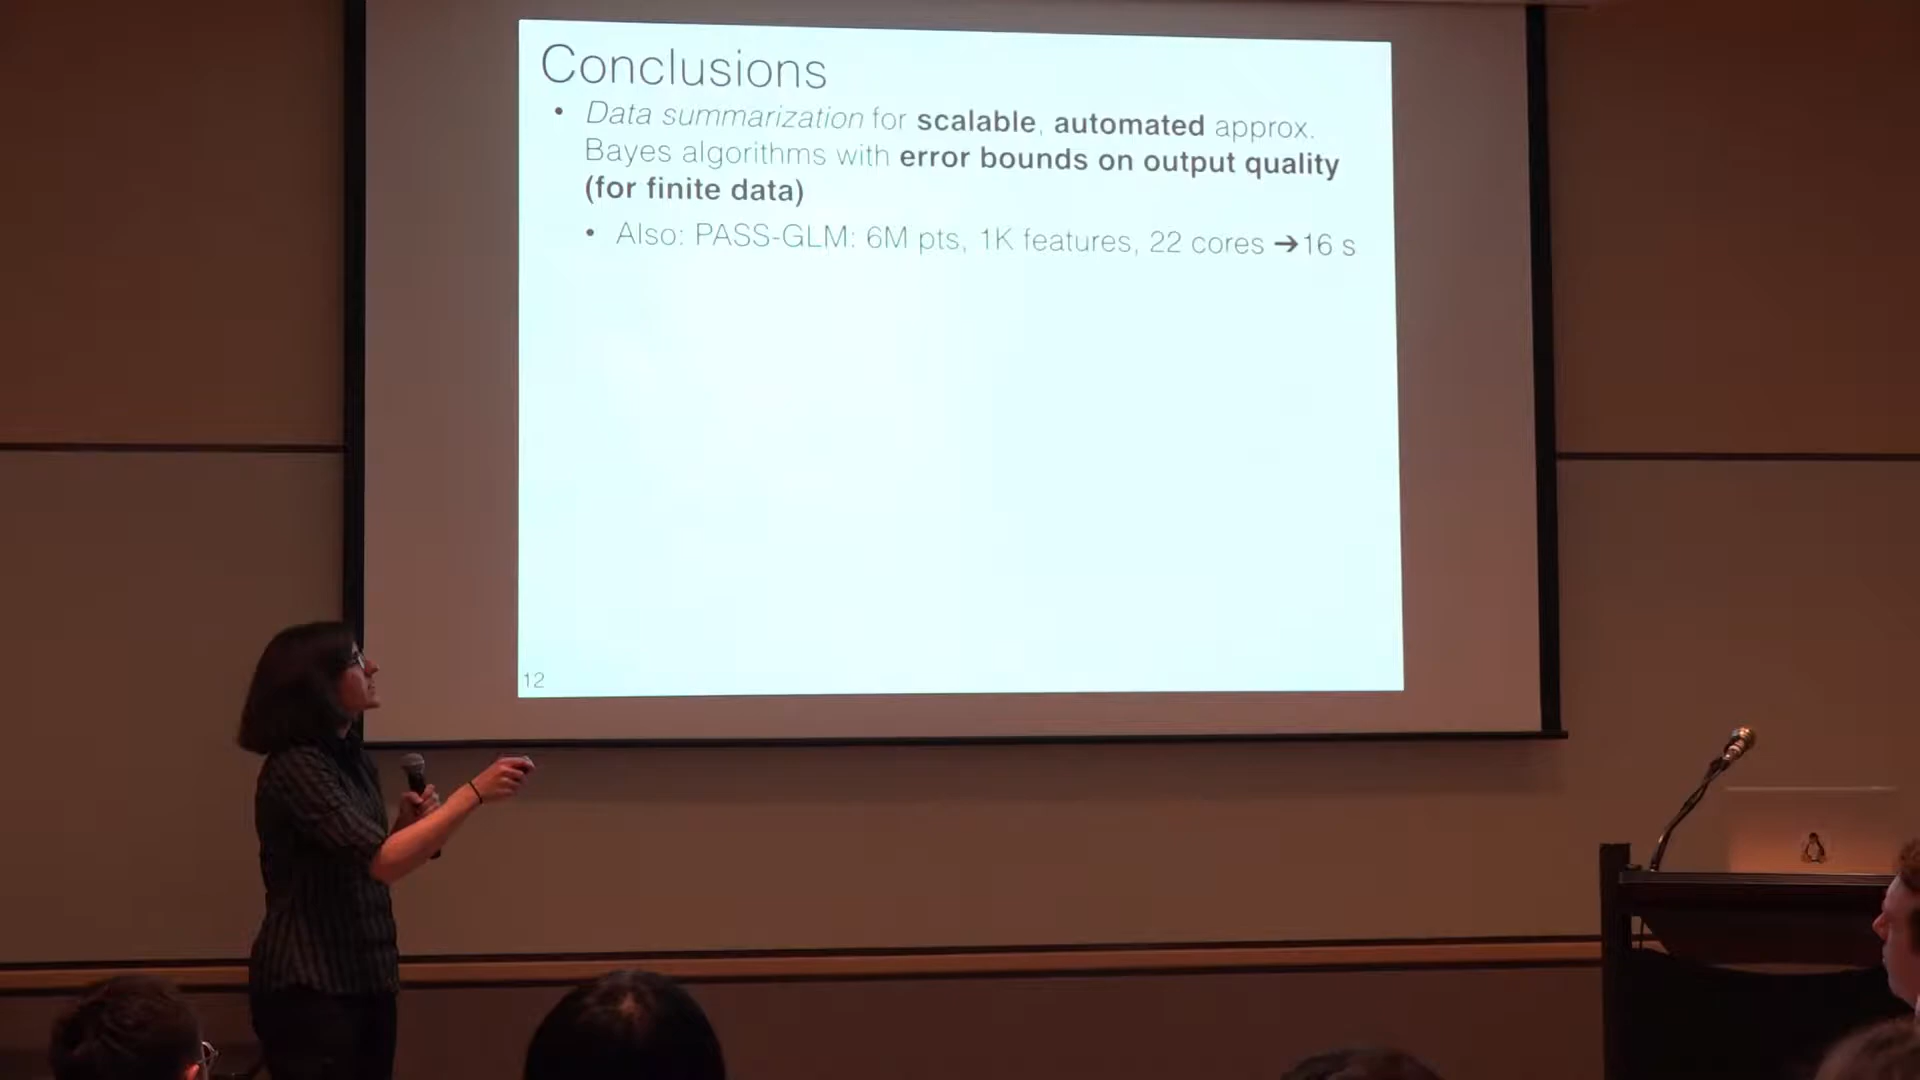 Conclusions
• Data summarization for scalable, automated approx.
Bayes algorithms with error bounds on output quality
(for finite data)
• Also: PASS-GLM: 6M pts, 1K features, 22 cores ➔16 s
12